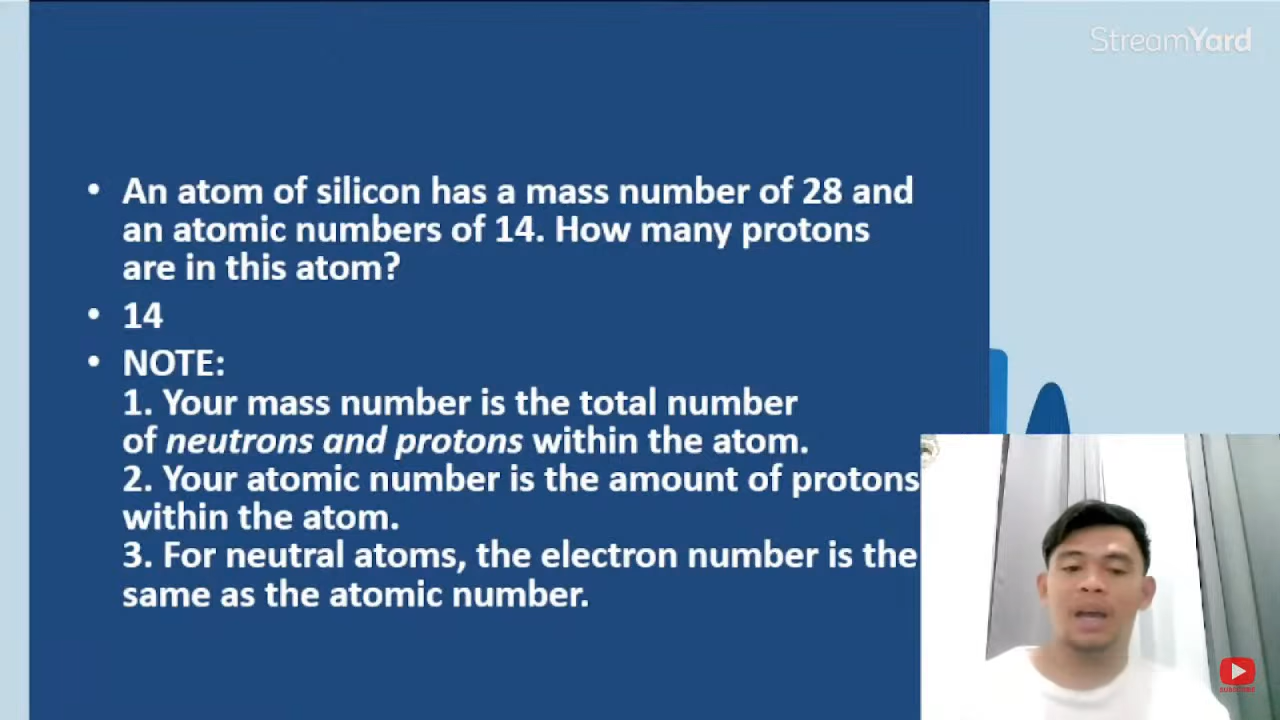 StreamYard
• An atom of silicon has a mass number of 28 and
an atomic numbers of 14. How many protons
are in this atom?
• 14
• NOTE:
1. Your mass number is the total number
of neutrons and protons within the atom.
2. Your atomic number is the amount of protons
within the atom.
3. For neutral atoms, the electron number is the
same as the atomic number.
SUBSCRIBE